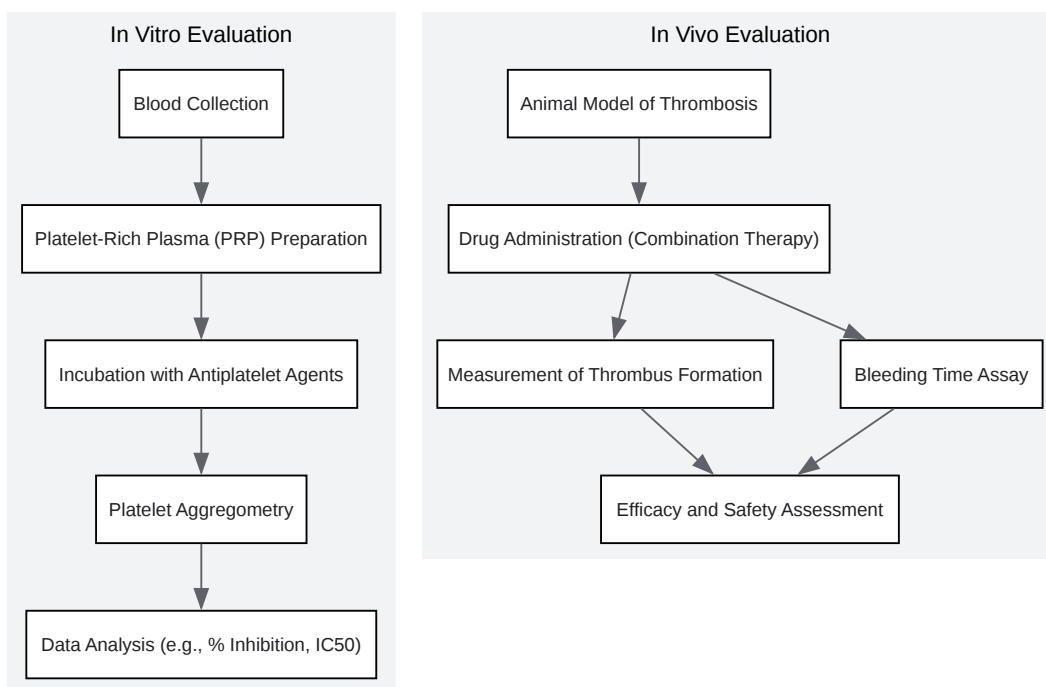 In Vitro Evaluation
Blood Collection
Platelet-Rich Plasma (PRP) Preparation
Incubation with Antiplatelet Agents
Platelet Aggregometry
Data Analysis (e.g., % Inhibition, IC50)
In Vivo Evaluation
Animal Model of Thrombosis
Drug Administration (Combination Therapy)
Measurement of Thrombus Formation
Bleeding Time Assay
Efficacy and Safety Assessment